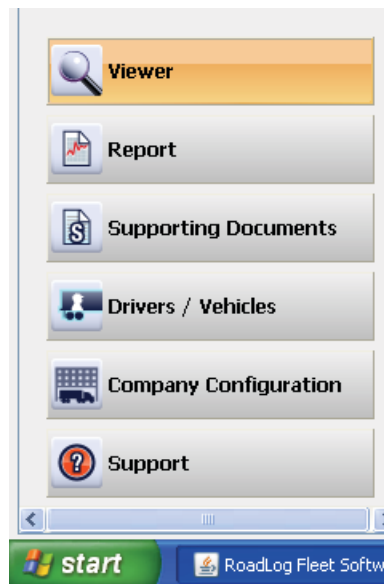 Viewer
Report
Supporting Documents
Drivers / Vehicles
Company Configuration
Support
start
RoadLog Fleet Softw